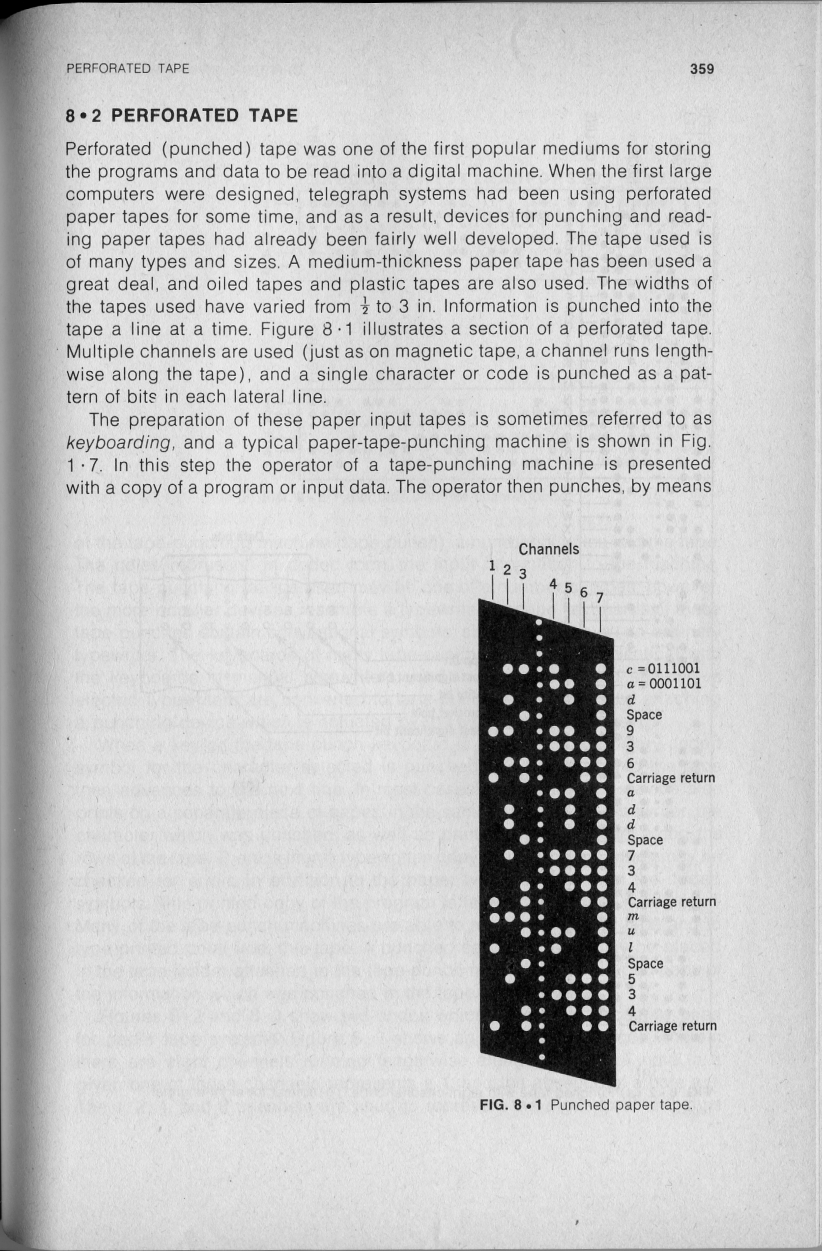 PERFORATED TAPE 359
8•2 PERFORATED TAPE
Perforated (punched) tape was one of the first popular mediums for storing
the programs and data to be read into a digital machine. When the first large
computers were designed, telegraph systems had been using perforated
paper tapes for some time, and as a result, devices for punching and read-
ing paper tapes had already been fairly well developed. The tape used is
of many types and sizes. A medium-thickness paper tape has been used a
great deal, and oiled tapes and plastic tapes are also used. The widths of
the tapes used have varied from ½ to 3 in. Information is punched into the
tape a line at a time. Figure 8·1 illustrates a section of a perforated tape.
Multiple channels are used (just as on magnetic tape, a channel runs length-
wise along the tape), and a single character or code is punched as a pat-
tern of bits in each lateral line.
The preparation of these paper input tapes is sometimes referred to as
keyboarding, and a typical paper-tape-punching machine is shown in Fig.
1·7. In this step the operator of a tape-punching machine is presented
with a copy of a program or input data. The operator then punches, by means
Channels
1 2 3 4 5 6 7
c = 0111001
a = 0001101
d
Space
9
3
6
Carriage return
a
d
d
Space
7
3
4
Carriage return
m
u
l
Space
5
3
4
Carriage return
FIG. 8•1 Punched paper tape.